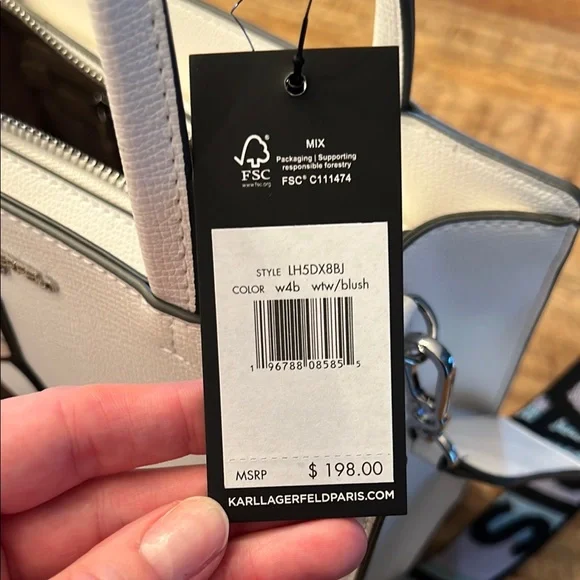 MIX
Packaging | Supporting
responsible forestry
FSC® C111474
FSC
www.fsc.org
STYLE LH5DX8BJ
COLOR w4b wtw/blush
1 96788 08585 5
MSRP $ 198.00
KARLLAGERFELDPARIS.COM